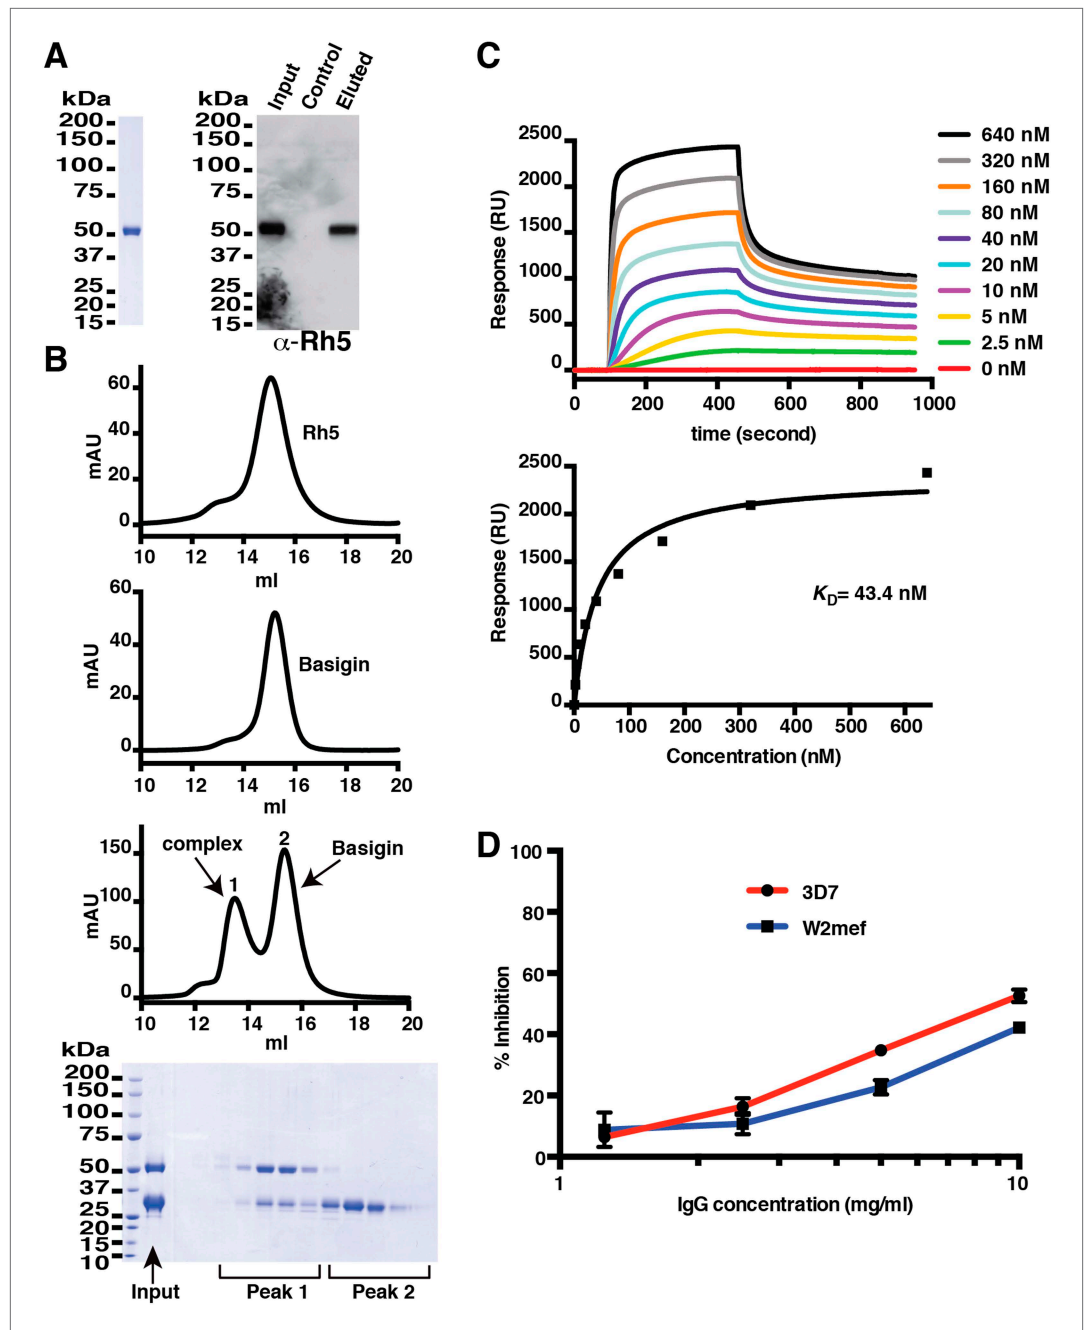 A
kDa
200
150
100
75
50
37
25
20
15
kDa
200
150
100
75
50
37
25
20
15
Input
Control
Eluted
α-Rh5
B
60
40
20
0
mAU
Rh5
10 12 14 16 18 20
ml
60
40
20
0
mAU
Basigin
10 12 14 16 18 20
ml
150
100
50
0
mAU
complex
1
2
Basigin
10 12 14 16 18 20
ml
kDa
200
150
100
75
50
37
25
20
15
10
Input
Peak 1
Peak 2
C
2500
2000
1500
1000
500
0
Response (RU)
0 200 400 600 800 1000
time (second)
640 nM
320 nM
160 nM
80 nM
40 nM
20 nM
10 nM
5 nM
2.5 nM
0 nM
2500
2000
1500
1000
500
0
Response (RU)
KD= 43.4 nM
0 100 200 300 400 500 600
Concentration (nM)
D
100
80
60
40
20
0
% Inhibition
3D7
W2mef
1 10
IgG concentration (mg/ml)